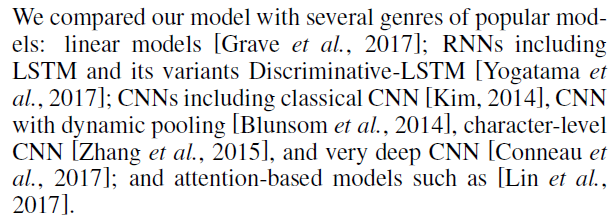 We compared our model with several genres of popular mod-
els: linear models [Grave et al., 2017]; RNNs including
LSTM and its variants Discriminative-LSTM [Yogatama et
al., 2017]; CNNs including classical CNN [Kim, 2014], CNN
with dynamic pooling [Blunsom et al., 2014], character-level
CNN [Zhang et al., 2015], and very deep CNN [Conneau et
al., 2017]; and attention-based models such as [Lin et al.,
2017].